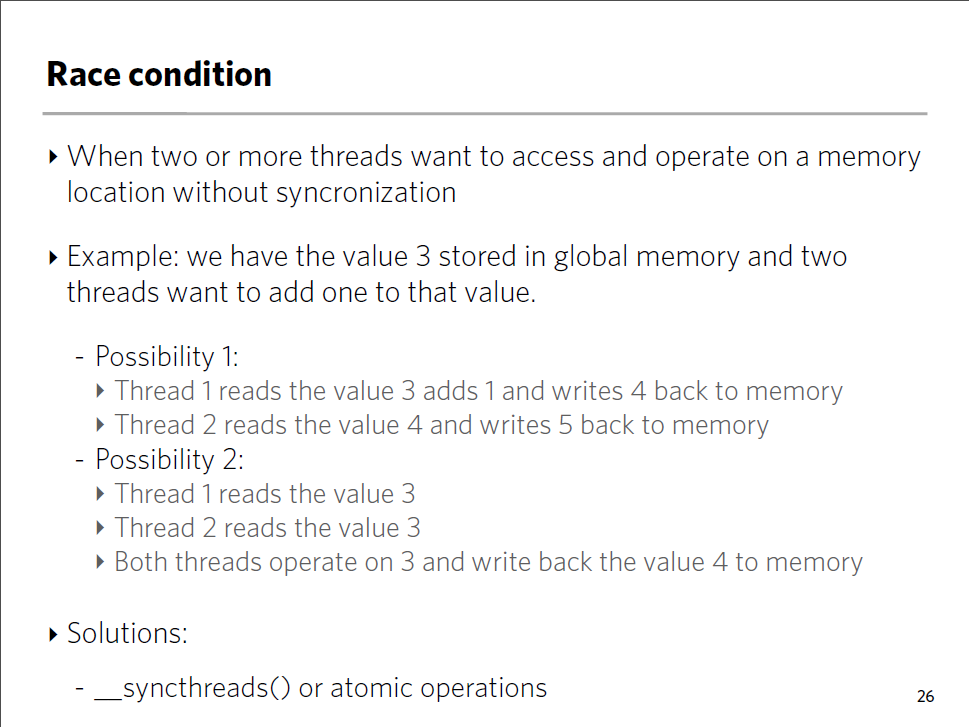 Race condition
‣ When two or more threads want to access and operate on a memory
location without syncronization
‣ Example: we have the value 3 stored in global memory and two
threads want to add one to that value.
- Possibility 1:
‣ Thread 1 reads the value 3 adds 1 and writes 4 back to memory
‣ Thread 2 reads the value 4 and writes 5 back to memory
- Possibility 2:
‣ Thread 1 reads the value 3
‣ Thread 2 reads the value 3
‣ Both threads operate on 3 and write back the value 4 to memory
‣ Solutions:
- __syncthreads() or atomic operations
26